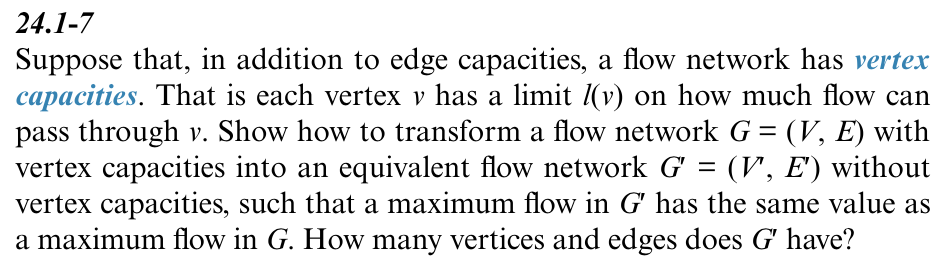 24.1-7
Suppose that, in addition to edge capacities, a flow network has vertex
capacities. That is each vertex v has a limit l(v) on how much flow can
pass through v. Show how to transform a flow network G = (V, E) with
vertex capacities into an equivalent flow network G′ = (V′, E′) without
vertex capacities, such that a maximum flow in G′ has the same value as
a maximum flow in G. How many vertices and edges does G′ have?